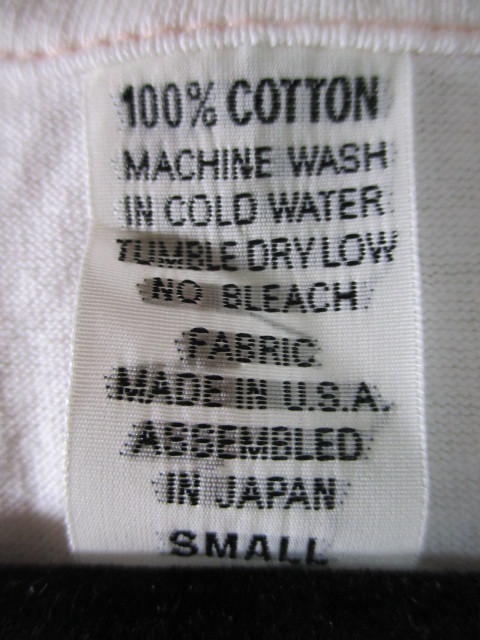 100% COTTON
MACHINE WASH
IN COLD WATER
TUMBLE DRY LOW
NO BLEACH
FABRIC
MADE IN U.S.A.
ASSEMBLED
IN JAPAN
SMALL